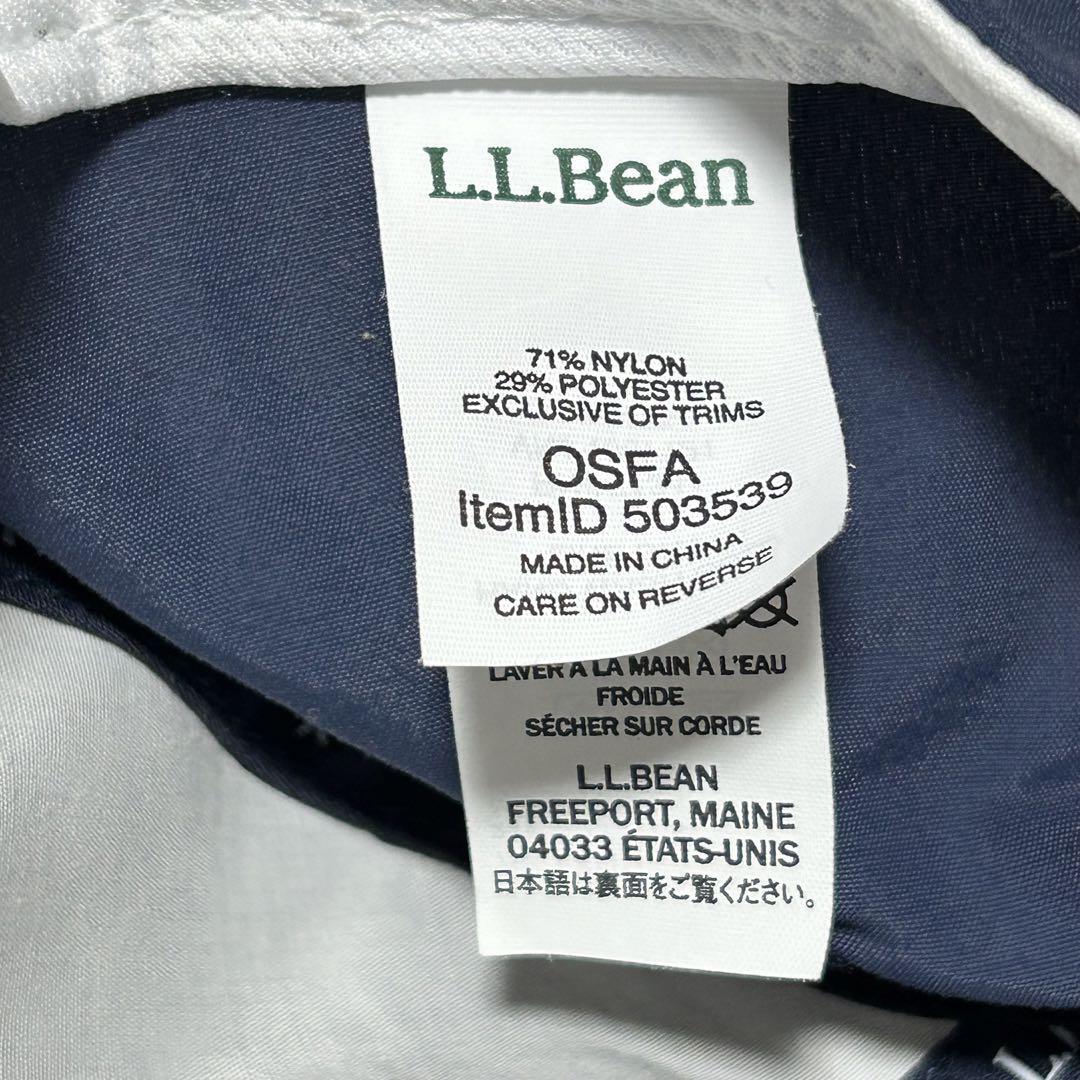 L.L.Bean
71% NYLON
29% POLYESTER
EXCLUSIVE OF TRIMS
OSFA
ItemID 503539
MADE IN CHINA
CARE ON REVERSE
LAVER À LA MAIN À L'EAU
FROIDE
SÉCHER SUR CORDE
L.L.BEAN
FREEPORT, MAINE
04033 ÉTATS-UNIS
日本語は裏面をご覧ください。